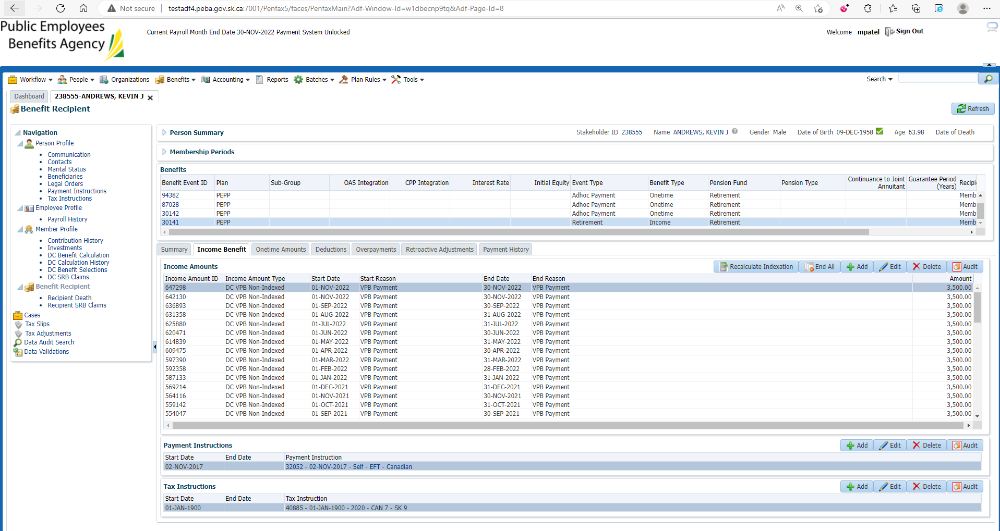 Not secure testadf4.peba.gov.sk.ca:7001/Penfax5/faces/PenfaxMain?Adf-Window-Id=w1dbecnp9tq&Adf-Page-Id=8
Public Employees
Benefits Agency
Current Payroll Month End Date 30-NOV-2022 Payment System Unlocked
Welcome mpatel Sign Out
Workflow People Organizations Benefits Accounting Reports Batches Plan Rules Tools Search
Dashboard 238555-ANDREWS, KEVIN J
Benefit Recipient
Refresh
Navigation
Person Profile
Communication
Contacts
Marital Status
Beneficiaries
Legal Orders
Payment Instructions
Tax Instructions
Employee Profile
Payroll History
Member Profile
Contribution History
Investments
DC Benefit Calculation
DC Calculation History
DC Benefit Selections
DC SRB Claims
Benefit Recipient
Recipient Death
Recipient SRB Claims
Cases
Tax Slips
Tax Adjustments
Data Audit Search
Data Validations
Person Summary Stakeholder ID 238555 Name ANDREWS, KEVIN J Gender Male Date of Birth 09-DEC-1958 Age 63.98 Date of Death
Membership Periods
Benefits
Benefit Event ID Plan Sub-Group OAS Integration CPP Integration Interest Rate Initial Equity Event Type Benefit Type Pension Fund Pension Type Continuance to Joint Annuitant Guarantee Period (Years) Recipi
94382 PEPP Adhoc Payment Onetime Retirement Memb
87028 PEPP Adhoc Payment Onetime Retirement Memb
30142 PEPP Adhoc Payment Onetime Retirement Memb
30141 PEPP Retirement Income Retirement Memb
Summary Income Benefit Onetime Amounts Deductions Overpayments Retroactive Adjustments Payment History
Income Amounts Recalculate Indexation End All Add Edit Delete Audit
Income Amount ID Income Amount Type Start Date Start Reason End Date End Reason Amount
647298 DC VPB Non-Indexed 01-NOV-2022 VPB Payment 30-NOV-2022 VPB Payment 3,500.00
642130 DC VPB Non-Indexed 01-NOV-2022 VPB Payment 30-NOV-2022 VPB Payment 3,500.00
636893 DC VPB Non-Indexed 01-SEP-2022 VPB Payment 30-SEP-2022 VPB Payment 3,500.00
631358 DC VPB Non-Indexed 01-AUG-2022 VPB Payment 31-AUG-2022 VPB Payment 3,500.00
625880 DC VPB Non-Indexed 01-JUL-2022 VPB Payment 31-JUL-2022 VPB Payment 3,500.00
620471 DC VPB Non-Indexed 01-JUN-2022 VPB Payment 30-JUN-2022 VPB Payment 3,500.00
614839 DC VPB Non-Indexed 01-MAY-2022 VPB Payment 31-MAY-2022 VPB Payment 3,500.00
609475 DC VPB Non-Indexed 01-APR-2022 VPB Payment 30-APR-2022 VPB Payment 3,500.00
597390 DC VPB Non-Indexed 01-MAR-2022 VPB Payment 31-MAR-2022 VPB Payment 3,500.00
592358 DC VPB Non-Indexed 01-FEB-2022 VPB Payment 28-FEB-2022 VPB Payment 3,500.00
587133 DC VPB Non-Indexed 01-JAN-2022 VPB Payment 31-JAN-2022 VPB Payment 3,500.00
569214 DC VPB Non-Indexed 01-DEC-2021 VPB Payment 31-DEC-2021 VPB Payment 3,500.00
564116 DC VPB Non-Indexed 01-NOV-2021 VPB Payment 30-NOV-2021 VPB Payment 3,500.00
559142 DC VPB Non-Indexed 01-OCT-2021 VPB Payment 31-OCT-2021 VPB Payment 3,500.00
554047 DC VPB Non-Indexed 01-SEP-2021 VPB Payment 30-SEP-2021 VPB Payment 3,500.00
Payment Instructions Add Edit Delete Audit
Start Date End Date Payment Instruction
02-NOV-2017 32052 - 02-NOV-2017 - Self - EFT - Canadian
Tax Instructions Add Edit Delete Audit
Start Date End Date Tax Instruction
01-JAN-1900 40885 - 01-JAN-1900 - 2020 - CAN 7 - SK 9